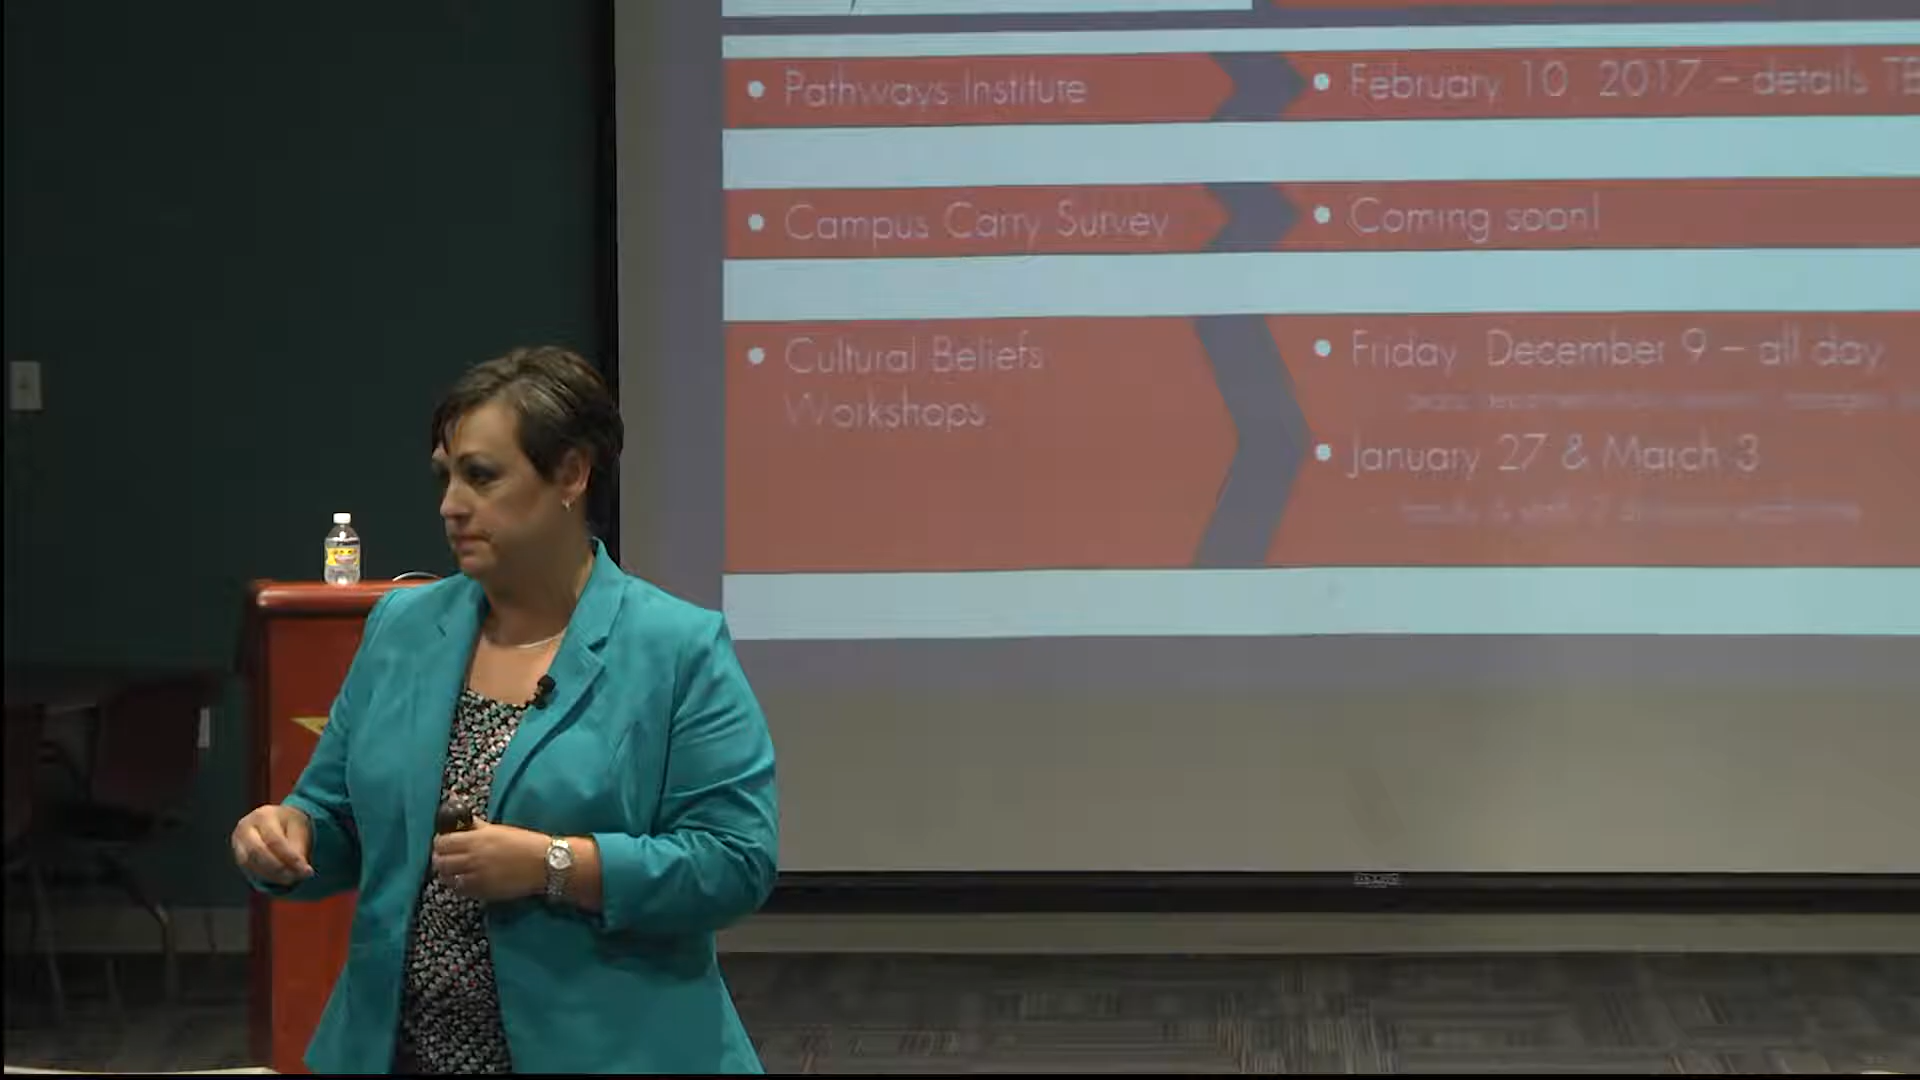 • Pathways Institute
• February 10, 2017 – details TB
• Campus Carry Survey
• Coming soon!
• Cultural Beliefs
Workshops
• Friday, December 9 – all day,
• January 27 & March 3